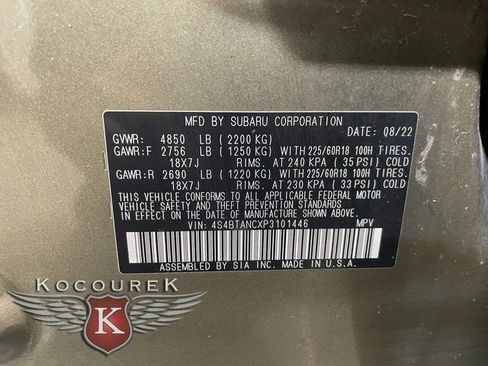 MFD BY SUBARU CORPORATION
DATE: 08/22
GVWR: 4850 LB (2200 KG)
GAWR:F 2756 LB (1250 KG) WITH 225/60R18 100H TIRES.
18X7J RIMS. AT 240 KPA (35 PSI) COLD
GAWR:R 2690 LB (1220 KG) WITH 225/60R18 100H TIRES.
18X7J RIMS. AT 230 KPA (33 PSI) COLD
THIS VEHICLE CONFORMS TO ALL APPLICABLE FEDERAL MOTOR
VEHICLE SAFETY AND THEFT PREVENTION STANDARDS IN EFFECT
ON THE DATE OF MANUFACTURE SHOWN ABOVE.
VIN: 4S4BTANCXP3101446 MPV
ASSEMBLED BY SIA INC. MADE IN U.S.A.
KOCOUREK
K